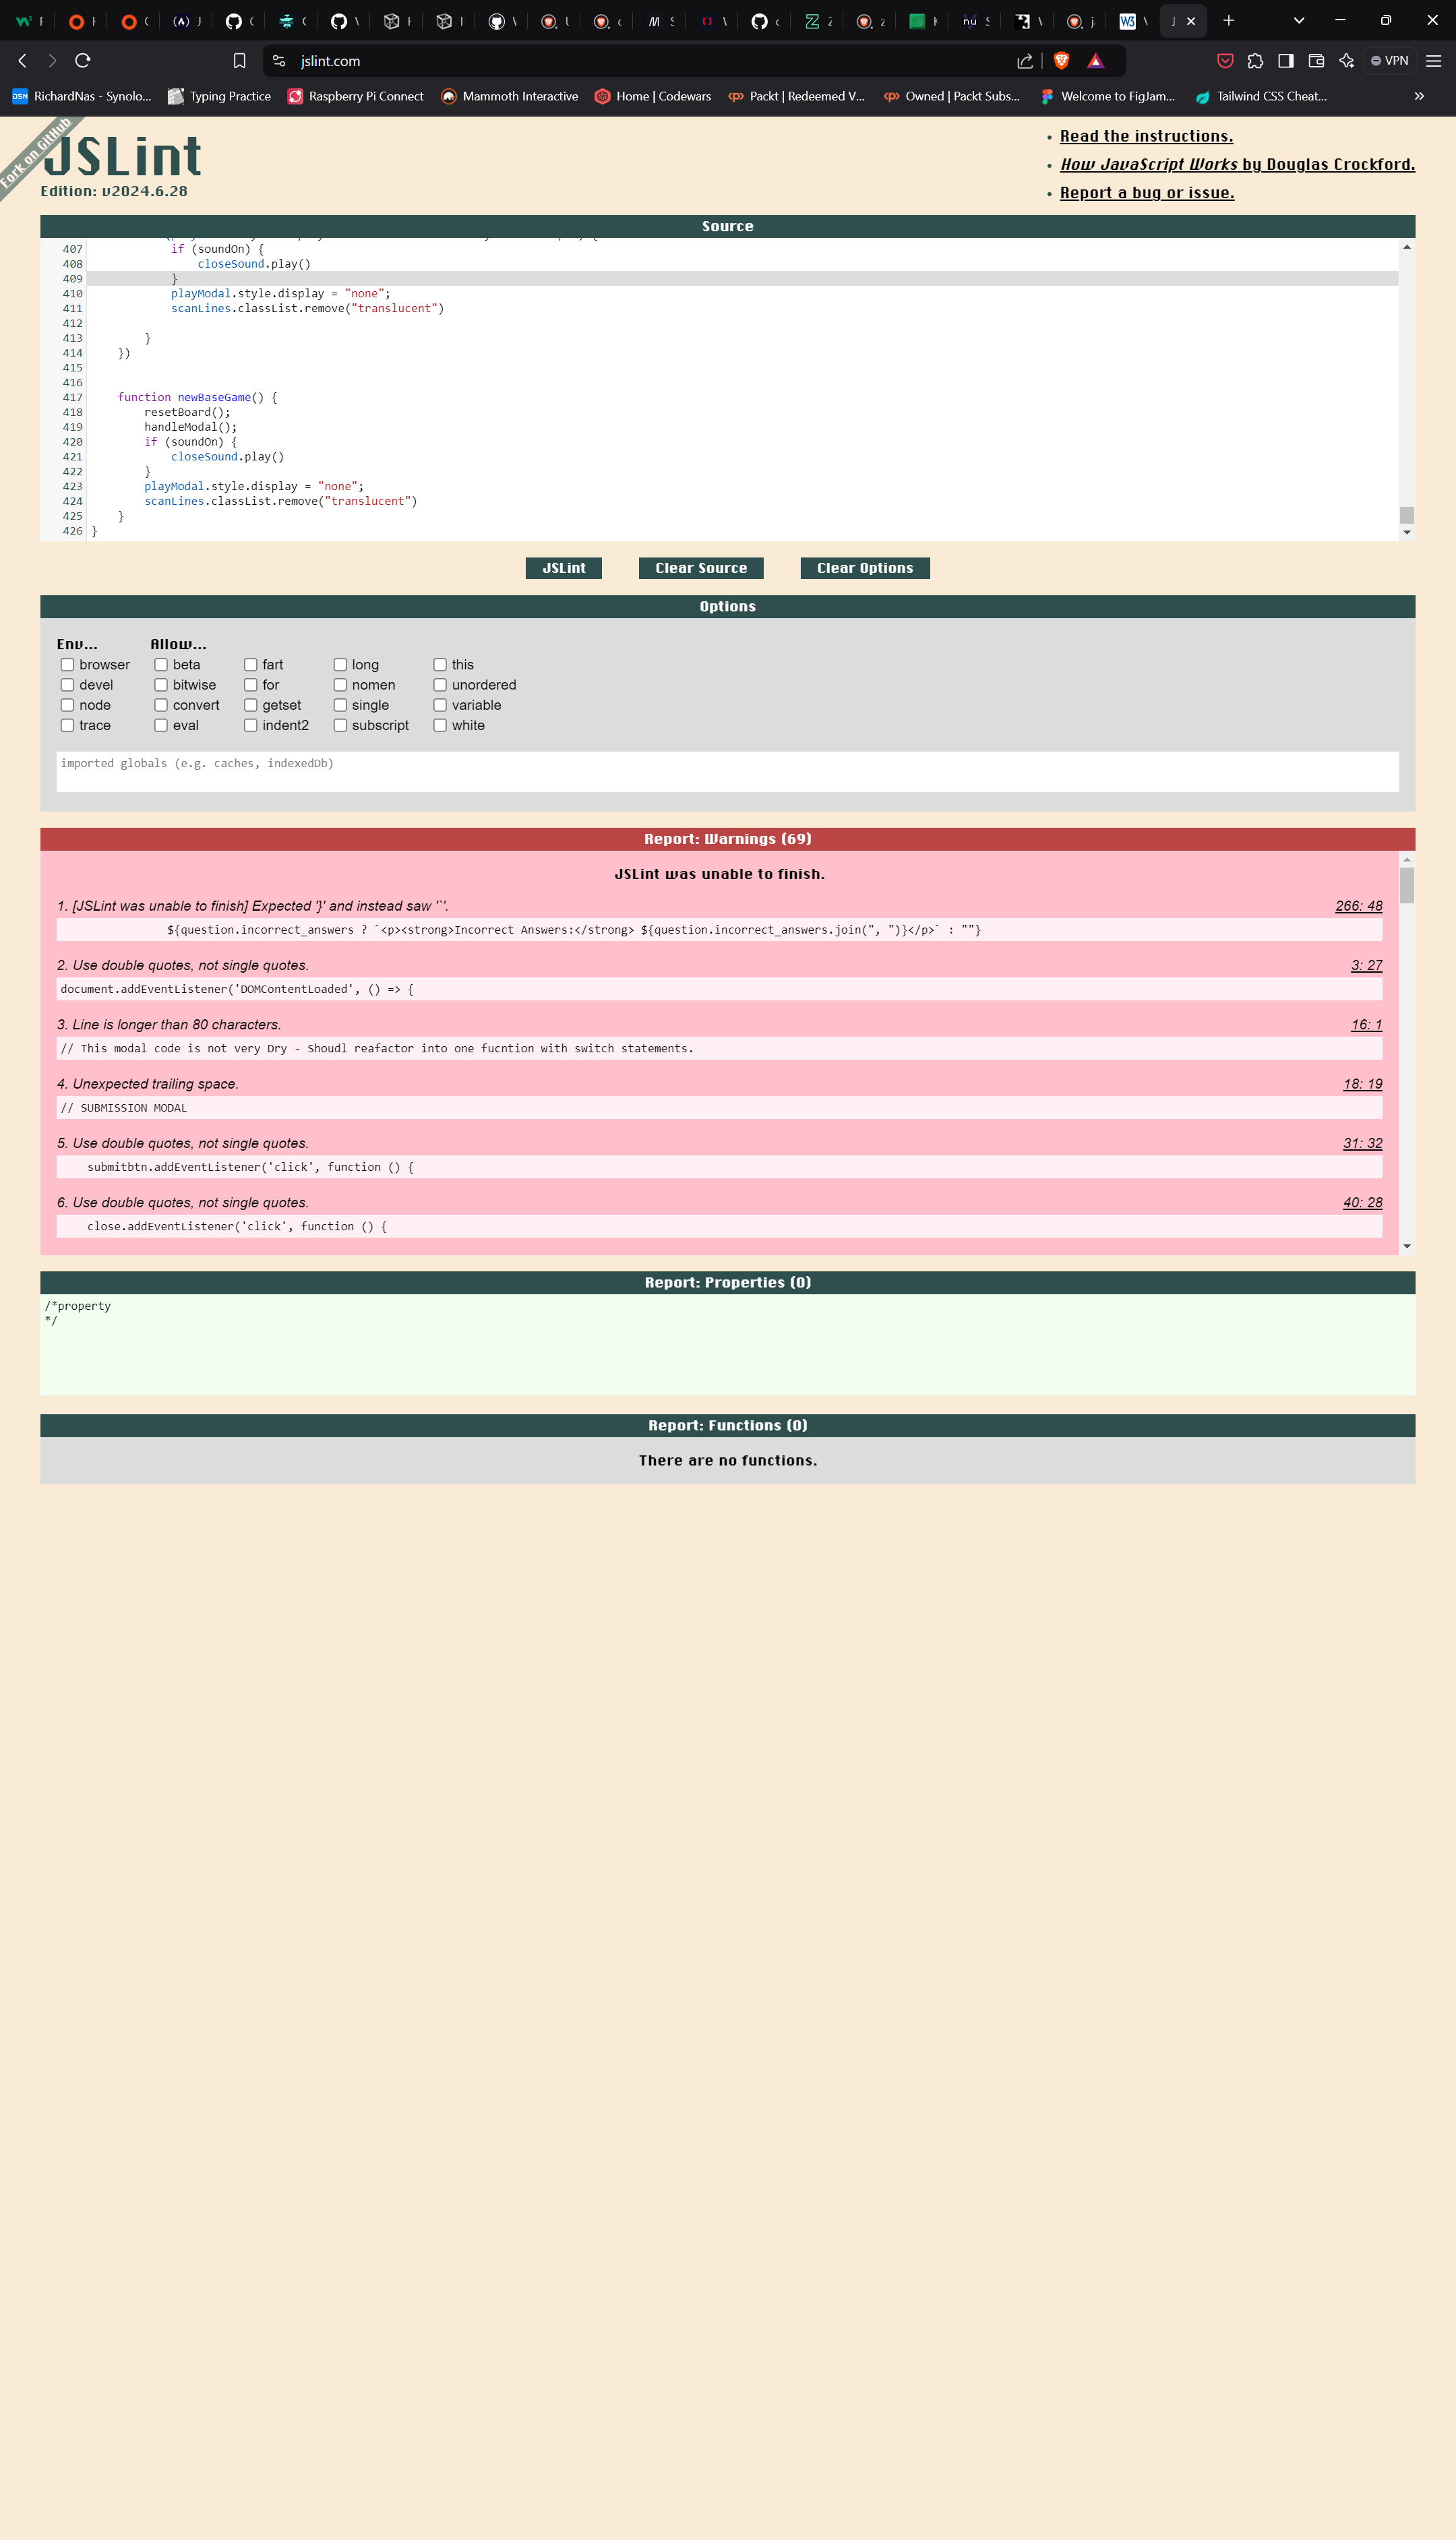 jslint.com
VPN
RichardNas - Synolo...
Typing Practice
Raspberry Pi Connect
Mammoth Interactive
Home | Codewars
Packt | Redeemed V...
Owned | Packt Subs...
Welcome to FigJam...
Tailwind CSS Cheat...
Fork on GitHub
JSLint
Edition: v2024.6.28
• Read the instructions.
• How JavaScript Works by Douglas Crockford.
• Report a bug or issue.
Source
407 if (soundOn) {
408 closeSound.play()
409 }
410 playModal.style.display = "none";
411 scanLines.classList.remove("translucent")
412
413 }
414 })
415
416
417 function newBaseGame() {
418 resetBoard();
419 handleModal();
420 if (soundOn) {
421 closeSound.play()
422 }
423 playModal.style.display = "none";
424 scanLines.classList.remove("translucent")
425 }
426 }
JSLint Clear Source Clear Options
Options
Env... Allow...
browser beta fart long this
devel bitwise for nomen unordered
node convert getset single variable
trace eval indent2 subscript white
imported globals (e.g. caches, indexedDb)
Report: Warnings (69)
JSLint was unable to finish.
1. [JSLint was unable to finish] Expected '}' and instead saw '`'. 266: 48
${question.incorrect_answers ? `<p><strong>Incorrect Answers:</strong> ${question.incorrect_answers.join(", ")}</p>` : ""}
2. Use double quotes, not single quotes. 3: 27
document.addEventListener('DOMContentLoaded', () => {
3. Line is longer than 80 characters. 16: 1
// This modal code is not very Dry - Shoudl reafactor into one fucntion with switch statements.
4. Unexpected trailing space. 18: 19
// SUBMISSION MODAL
5. Use double quotes, not single quotes. 31: 32
submitbtn.addEventListener('click', function () {
6. Use double quotes, not single quotes. 40: 28
close.addEventListener('click', function () {
Report: Properties (0)
/*property
*/
Report: Functions (0)
There are no functions.